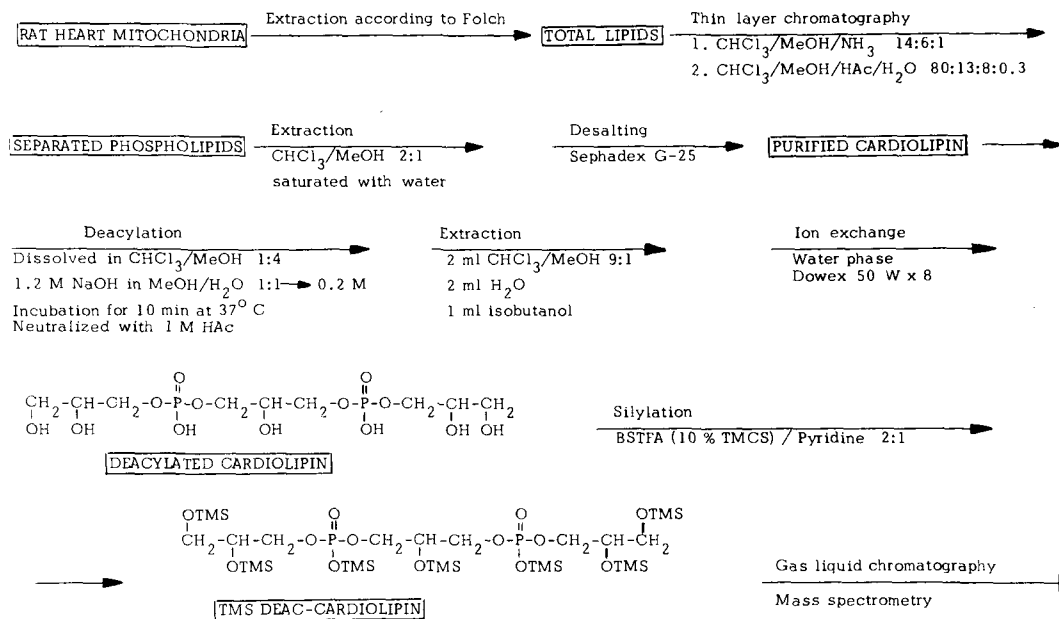 RAT HEART MITOCHONDRIA
Extraction according to Folch
TOTAL LIPIDS
Thin layer chromatography
1. CHCl3/MeOH/NH3 14:6:1
2. CHCl3/MeOH/HAc/H2O 80:13:8:0.3
SEPARATED PHOSPHOLIPIDS
Extraction
CHCl3/MeOH 2:1
saturated with water
Desalting
Sephadex G-25
PURIFIED CARDIOLIPIN
Deacylation
Dissolved in CHCl3/MeOH 1:4
1.2 M NaOH in MeOH/H2O 1:1 → 0.2 M
Incubation for 10 min at 37° C
Neutralized with 1 M HAc
Extraction
2 ml CHCl3/MeOH 9:1
2 ml H2O
1 ml isobutanol
Ion exchange
Water phase
Dowex 50 W x 8
O O
CH2-CH-CH2-O-P-O-CH2-CH-CH2-O-P-O-CH2-CH-CH2
OH OH OH OH OH OH OH
DEACYLATED CARDIOLIPIN
Silylation
BSTFA (10 % TMCS) / Pyridine 2:1
OTMS O O OTMS
CH2-CH-CH2-O-P-O-CH2-CH-CH2-O-P-O-CH2-CH-CH2
OTMS OTMS OTMS OTMS OTMS
TMS DEAC-CARDIOLIPIN
Gas liquid chromatography
Mass spectrometry